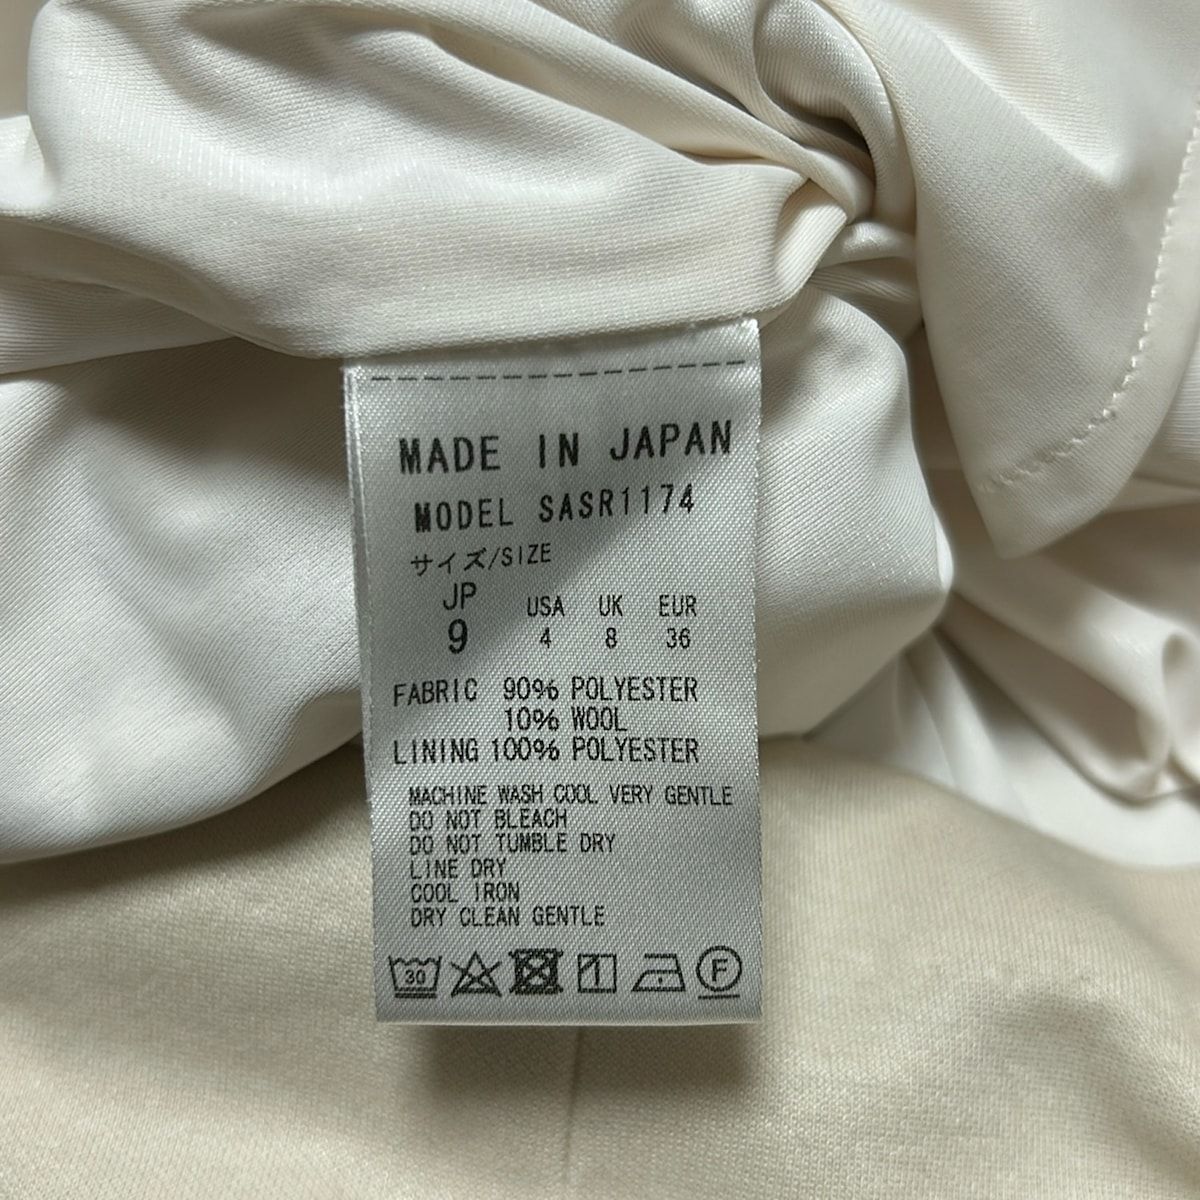 MADE IN JAPAN
MODEL SASR1174
サイズ/SIZE
JP USA UK EUR
9 4 8 36
FABRIC 90% POLYESTER
10% WOOL
LINING 100% POLYESTER
MACHINE WASH COOL VERY GENTLE
DO NOT BLEACH
DO NOT TUMBLE DRY
LINE DRY
COOL IRON
DRY CLEAN GENTLE
30 F